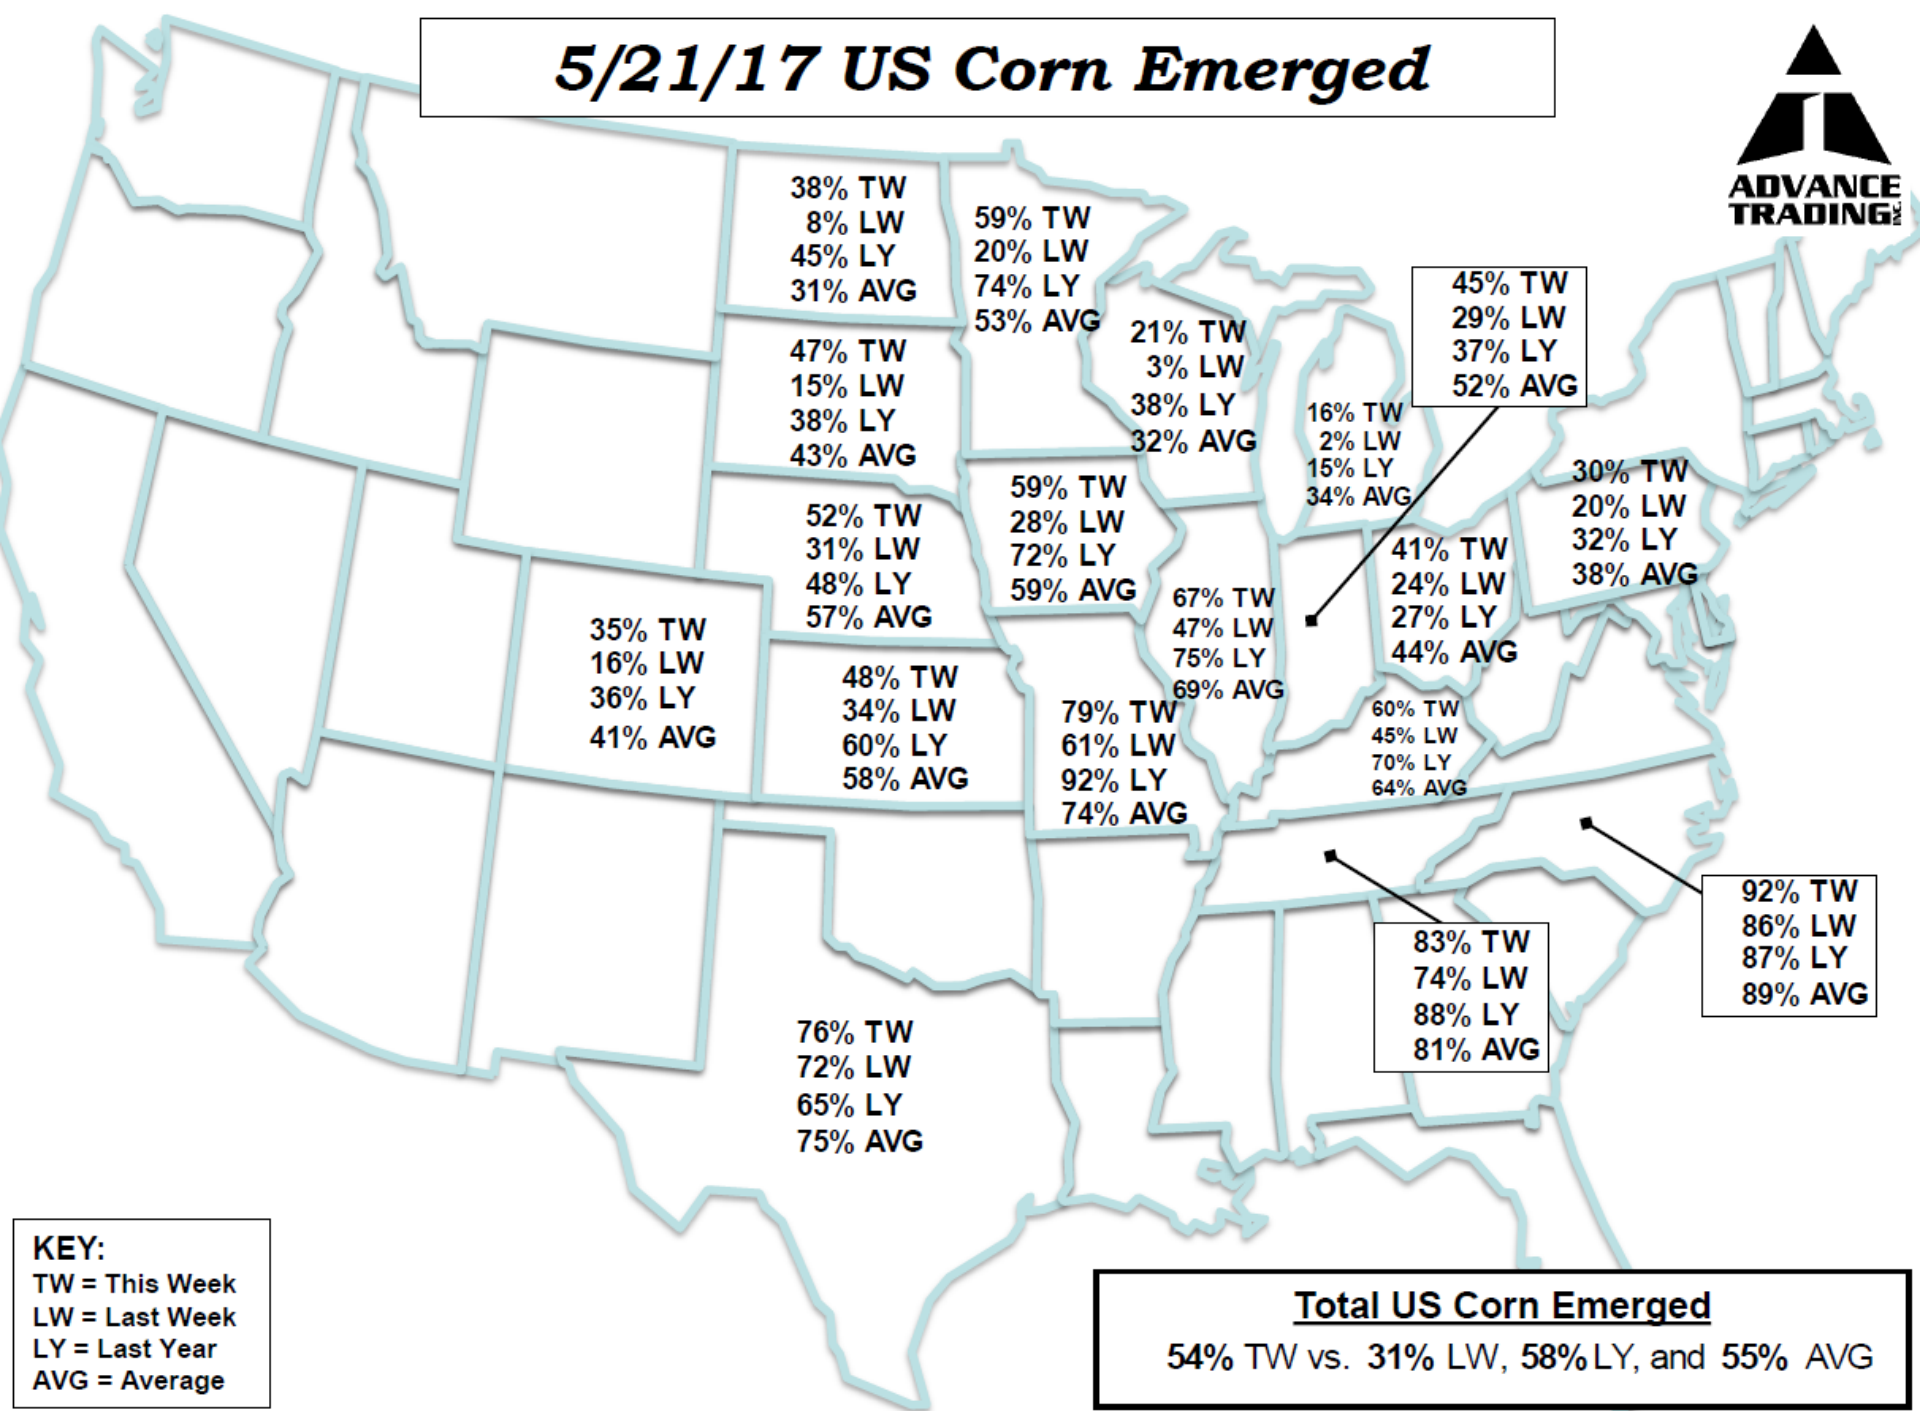 5/21/17 US Corn Emerged
ADVANCE
TRADING INC.
38% TW
8% LW
45% LY
31% AVG
59% TW
20% LW
74% LY
53% AVG
47% TW
15% LW
38% LY
43% AVG
21% TW
3% LW
38% LY
32% AVG
16% TW
2% LW
15% LY
34% AVG
45% TW
29% LW
37% LY
52% AVG
52% TW
31% LW
48% LY
57% AVG
59% TW
28% LW
72% LY
59% AVG
67% TW
47% LW
75% LY
69% AVG
41% TW
24% LW
27% LY
44% AVG
30% TW
20% LW
32% LY
38% AVG
35% TW
16% LW
36% LY
41% AVG
48% TW
34% LW
60% LY
58% AVG
79% TW
61% LW
92% LY
74% AVG
60% TW
45% LW
70% LY
64% AVG
83% TW
74% LW
88% LY
81% AVG
92% TW
86% LW
87% LY
89% AVG
76% TW
72% LW
65% LY
75% AVG
KEY:
TW = This Week
LW = Last Week
LY = Last Year
AVG = Average
Total US Corn Emerged
54% TW vs. 31% LW, 58% LY, and 55% AVG